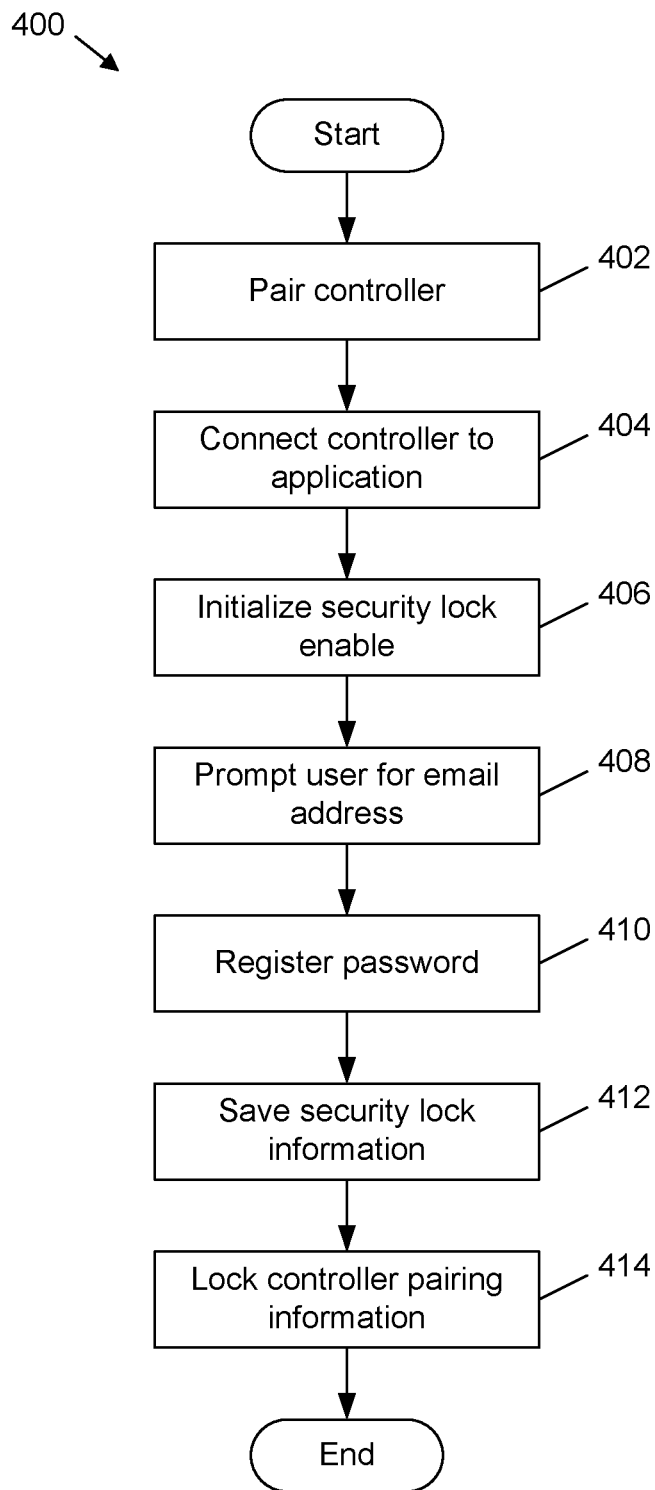 400
Start
Pair controller
402
Connect controller to
application
404
Initialize security lock
enable
406
Prompt user for email
address
408
Register password
410
Save security lock
information
412
Lock controller pairing
information
414
End